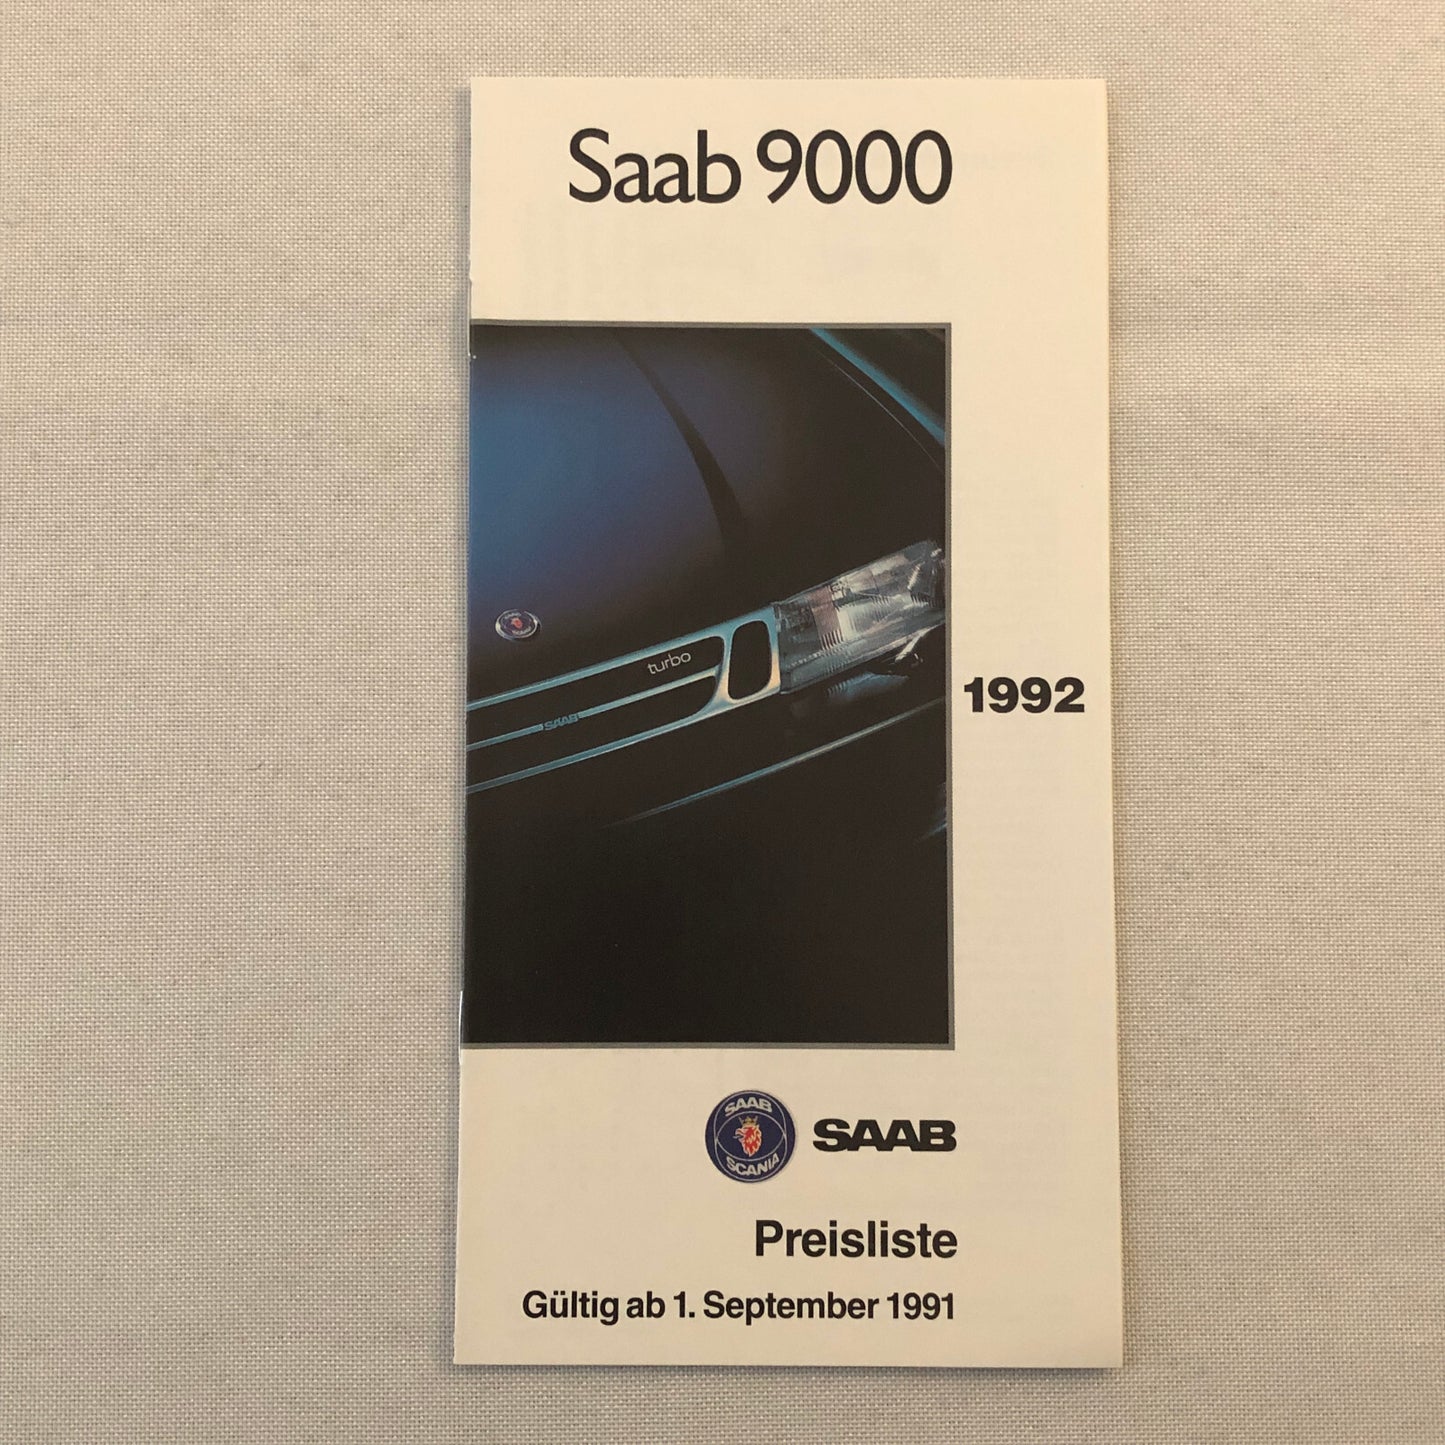 Saab 9000
turbo
SAAB
1992
SAAB
SCANIA
SAAB
Preisliste
Gültig ab 1. September 1991